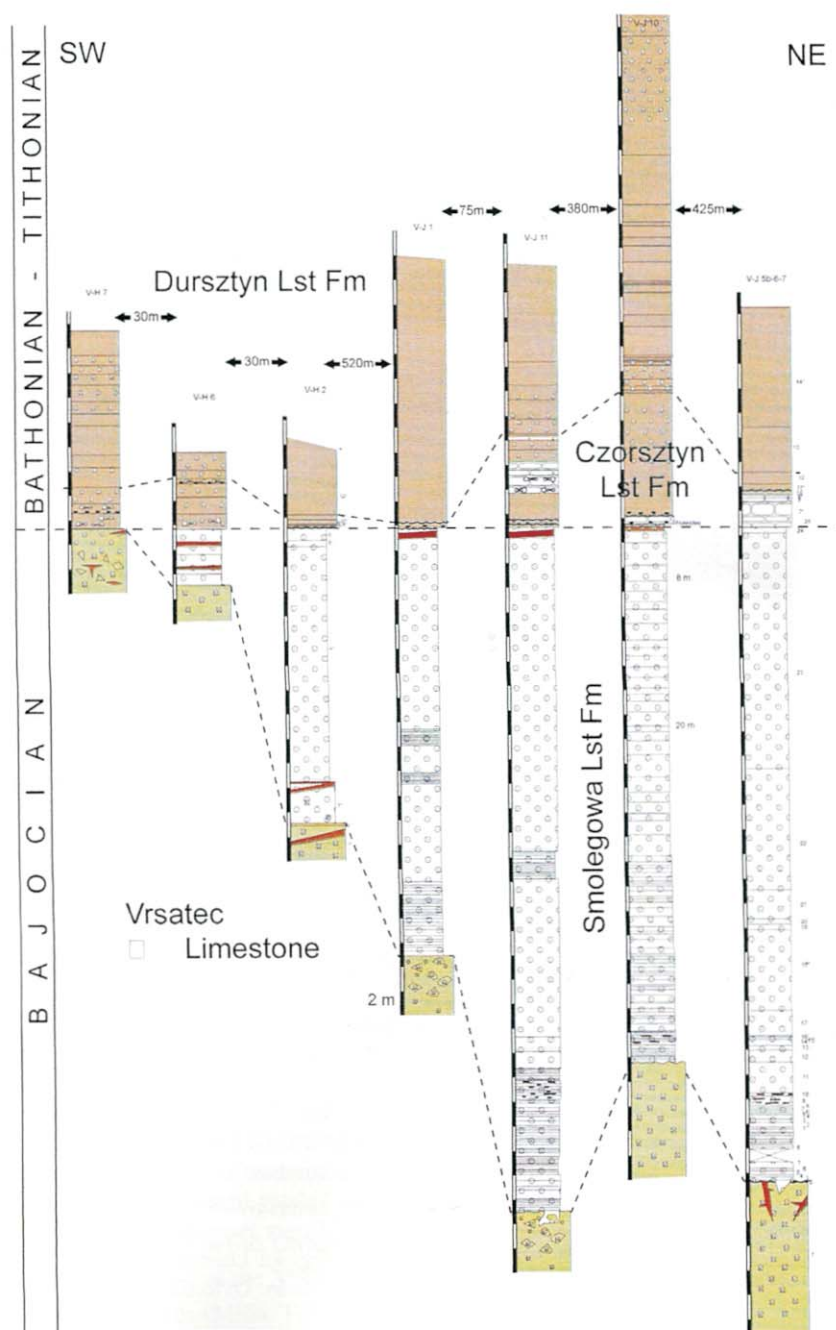 SW
NE
BATHONIAN - TITHONIAN
BAJOCIAN
V-J 10
75m
380m
425m
V-J 1
V-J 11
Dursztyn Lst Fm
V-J 5b-6-7
V-H 7
30m
30m
520m
V-H 6
V-H 2
Czorsztyn
Lst Fm
8 m
Smolegowa Lst Fm
20 m
Vrsatec
Limestone
2 m